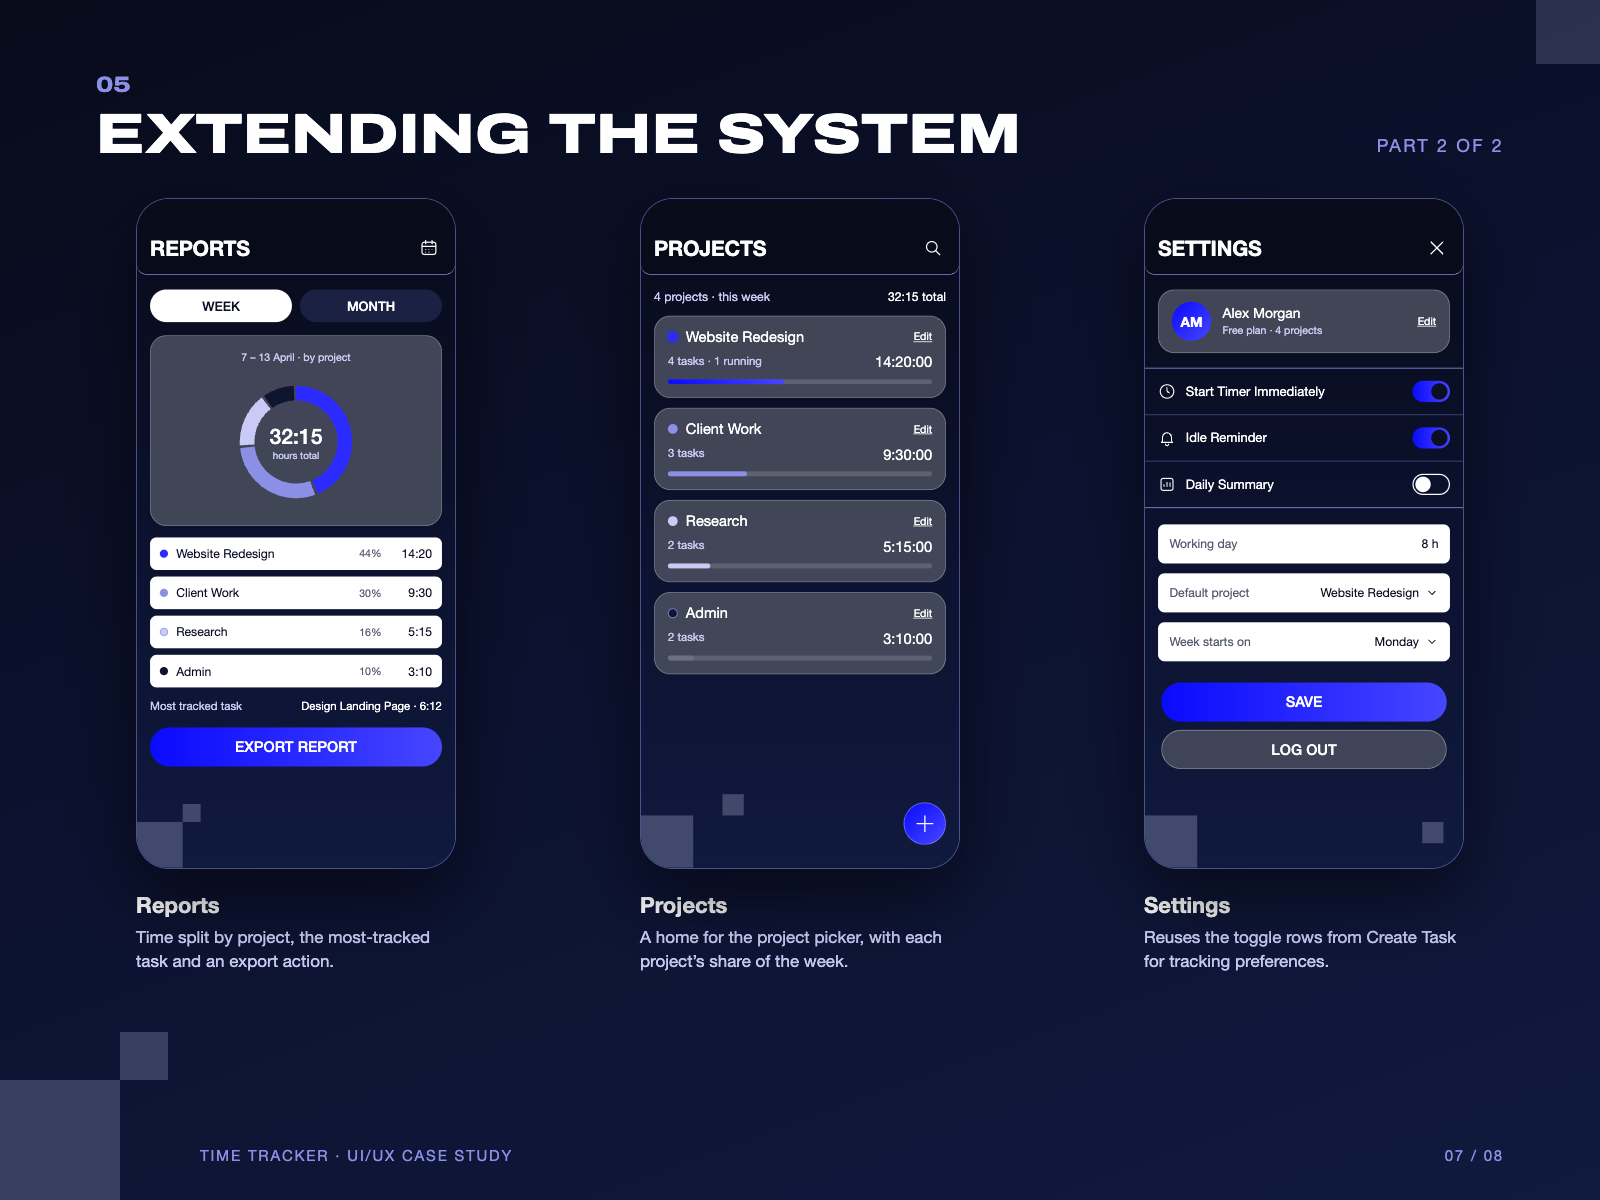 05
EXTENDING THE SYSTEM
PART 2 OF 2
REPORTS
WEEK
MONTH
7 – 13 April · by project
32:15
hours total
Website Redesign 44% 14:20
Client Work 30% 9:30
Research 16% 5:15
Admin 10% 3:10
Most tracked task Design Landing Page · 6:12
EXPORT REPORT
Reports
Time split by project, the most-tracked
task and an export action.
PROJECTS
4 projects · this week 32:15 total
Website Redesign Edit
4 tasks · 1 running 14:20:00
Client Work Edit
3 tasks 9:30:00
Research Edit
2 tasks 5:15:00
Admin Edit
2 tasks 3:10:00
Projects
A home for the project picker, with each
project’s share of the week.
SETTINGS
AM
Alex Morgan
Free plan · 4 projects
Edit
Start Timer Immediately
Idle Reminder
Daily Summary
Working day 8 h
Default project Website Redesign
Week starts on Monday
SAVE
LOG OUT
Settings
Reuses the toggle rows from Create Task
for tracking preferences.
TIME TRACKER · UI/UX CASE STUDY
07 / 08